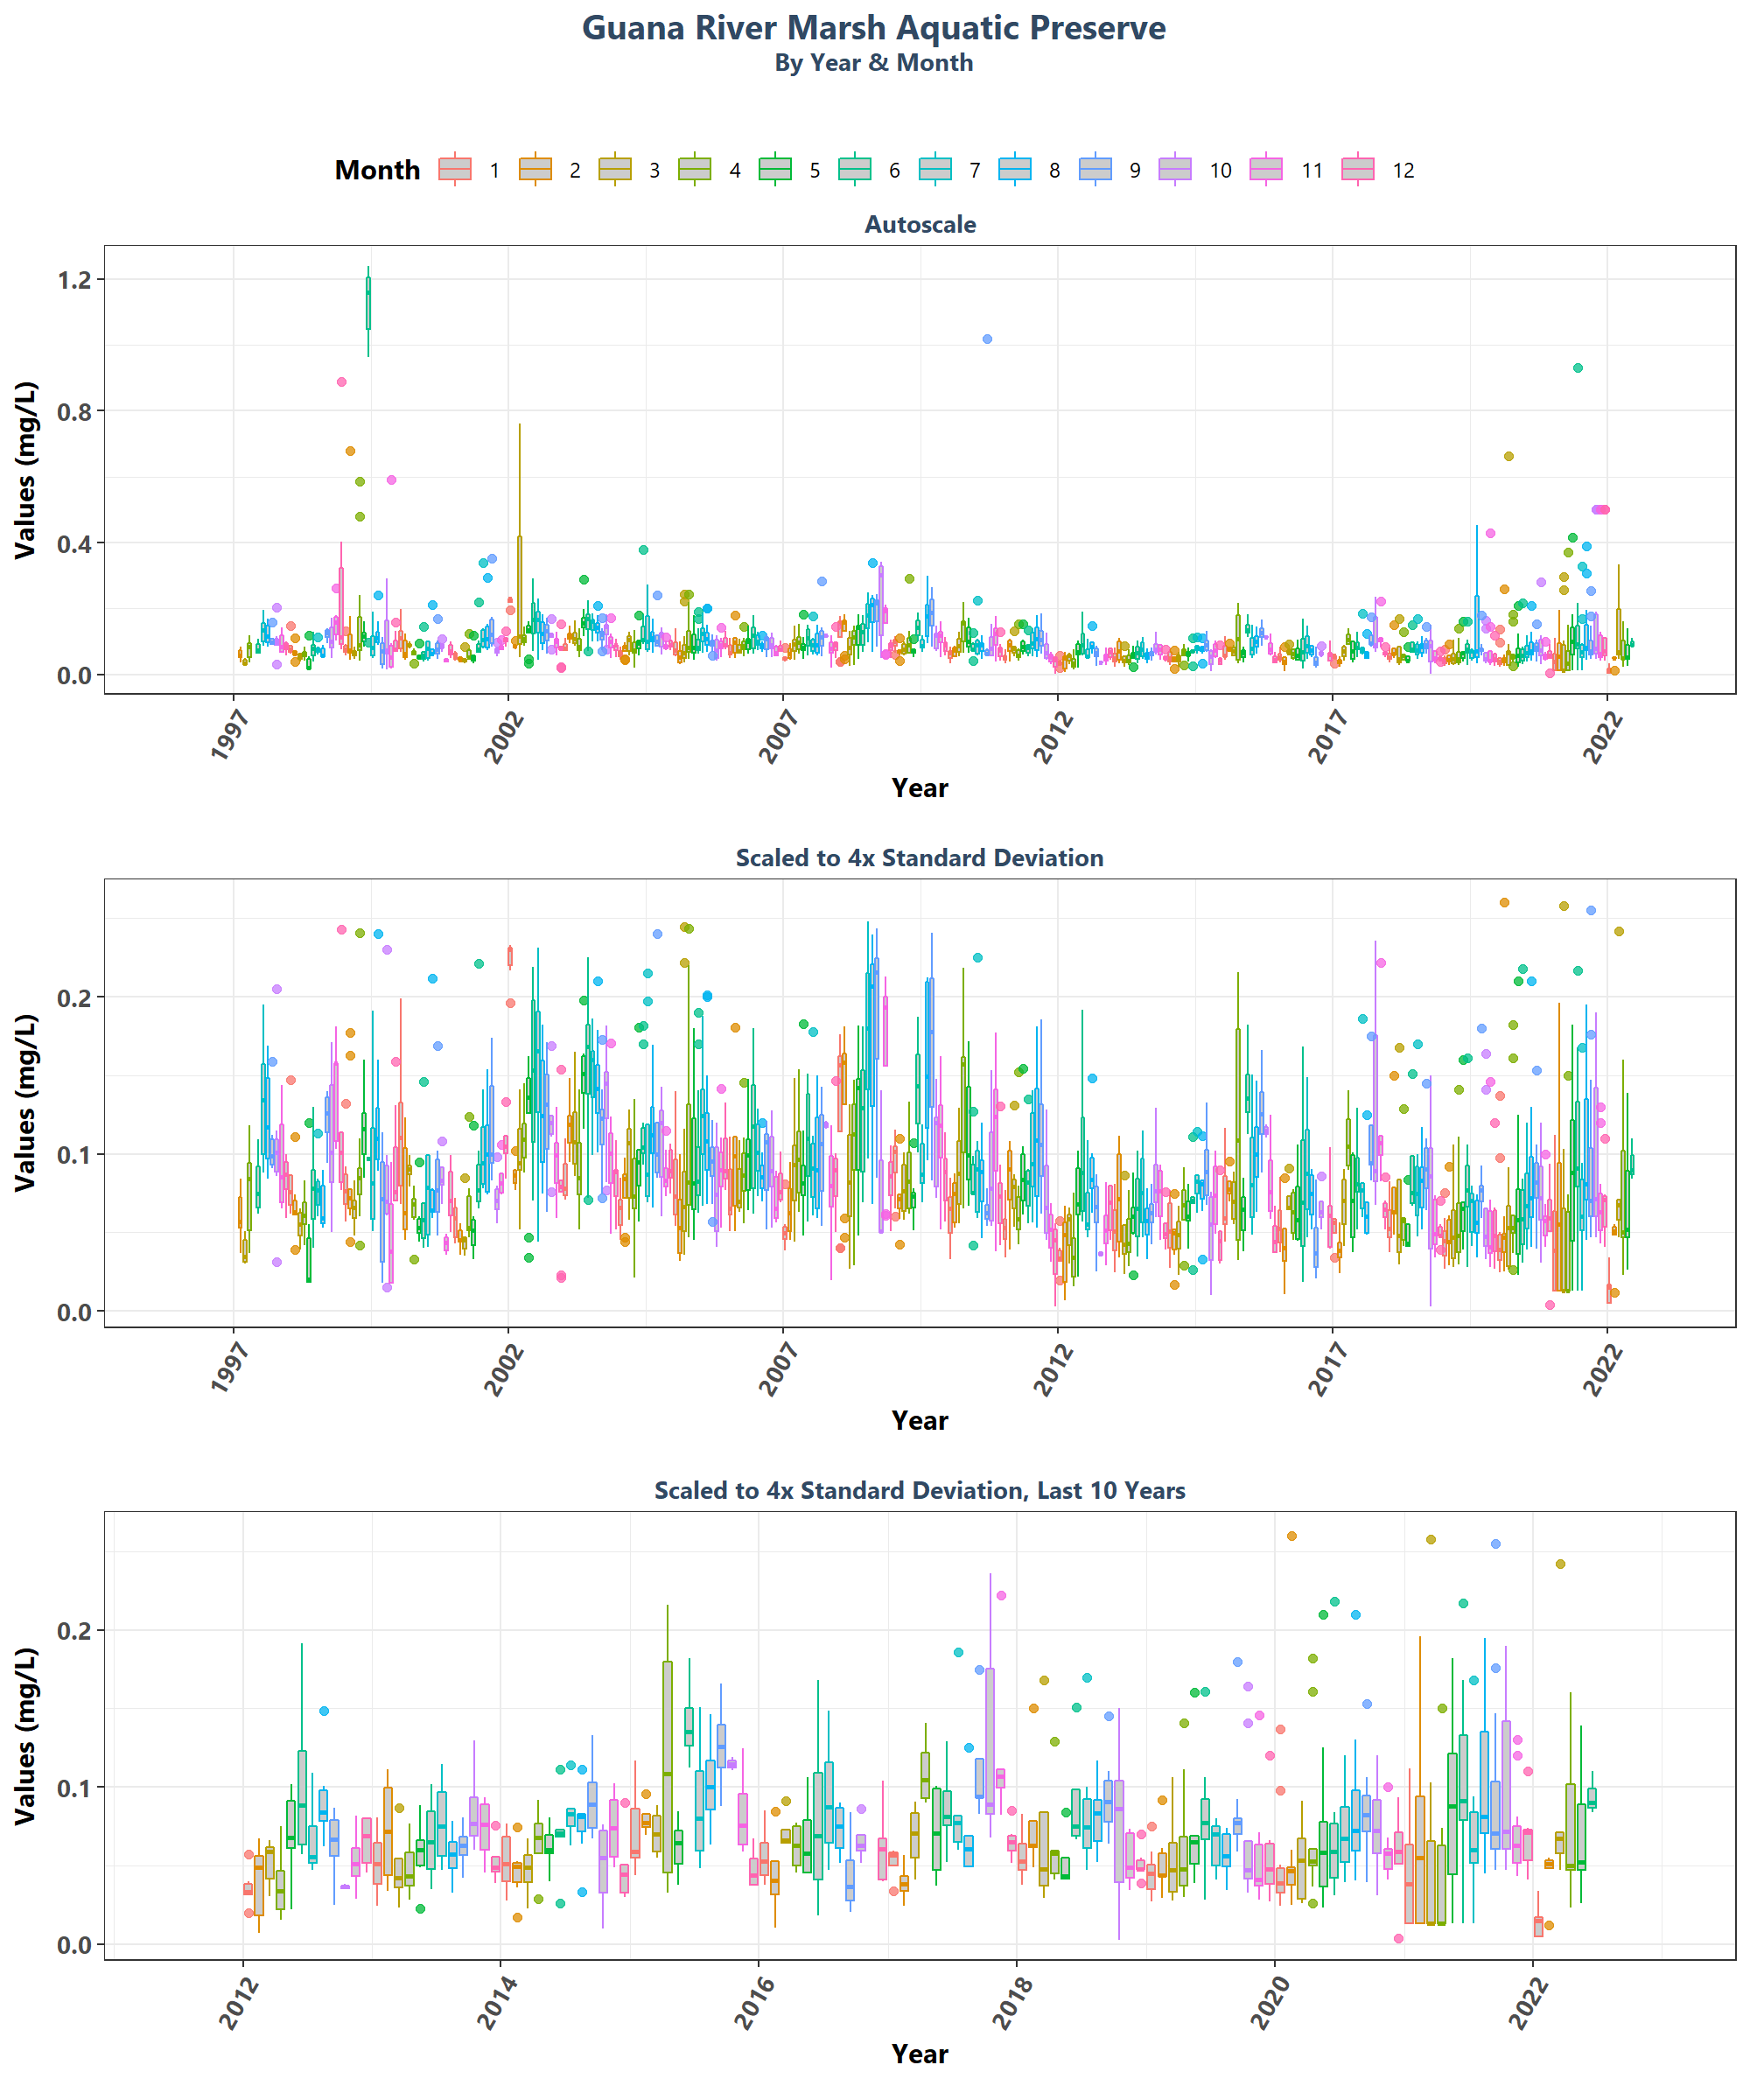 Guana River Marsh Aquatic Preserve
By Year & Month
Month 1 2 3 4 5 6 7 8 9 10 11 12
Autoscale
Values (mg/L)
1.2
0.8
0.4
0.0
1997 2002 2007 2012 2017 2022
Year
Scaled to 4x Standard Deviation
Values (mg/L)
0.2
0.1
0.0
1997 2002 2007 2012 2017 2022
Year
Scaled to 4x Standard Deviation, Last 10 Years
Values (mg/L)
0.2
0.1
0.0
2012 2014 2016 2018 2020 2022
Year